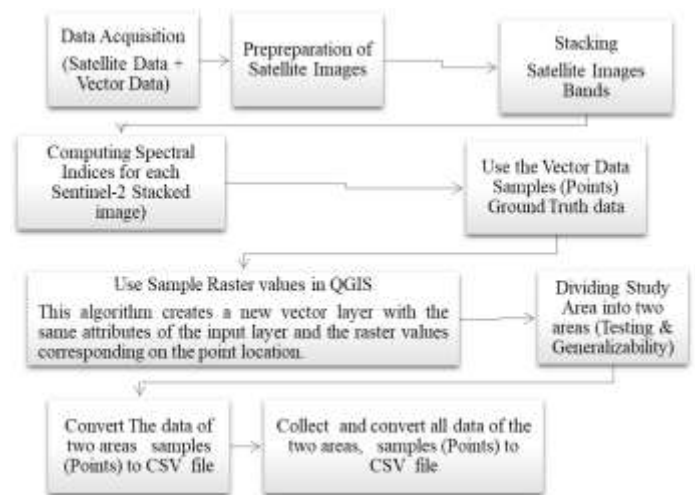 Data Acquisition
(Satellite Data +
Vector Data)
Prepreparation of
Satellite Images
Stacking
Satellite Images
Bands
Computing Spectral
Indices for each
Sentinel-2 Stacked
image)
Use the Vector Data
Samples (Points)
Ground Truth data
Use Sample Raster values in QGIS
This algorithm creates a new vector layer with the
same attributes of the input layer and the raster values
corresponding on the point location.
Dividing Study
Area into two
areas (Testing &
Generalizability)
Convert The data of
two areas samples
(Points) to CSV file
Collect and convert all data of the
two areas, samples (Points) to
CSV file